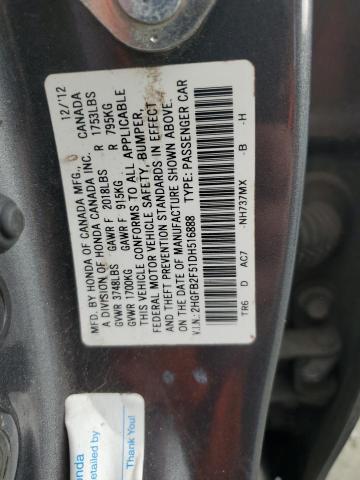 MFD. BY HONDA OF CANADA MFG. CANADA 12/'12
A DIVISION OF HONDA CANADA INC.
GVWR 3748LBS GAWR F 2018LBS R 1753LBS
GVWR 1700KG GAWR F 915KG R 795KG
THIS VEHICLE CONFORMS TO ALL APPLICABLE
FEDERAL MOTOR VEHICLE SAFETY, BUMPER,
AND THEFT PREVENTION STANDARDS IN EFFECT
ON THE DATE OF MANUFACTURE SHOWN ABOVE.
V.I.N.: 2HGFB2F51DH516888 TYPE: PASSENGER CAR
TR6 D AC7 -NH737MX -B -H
onda
detailed by
Thank You!